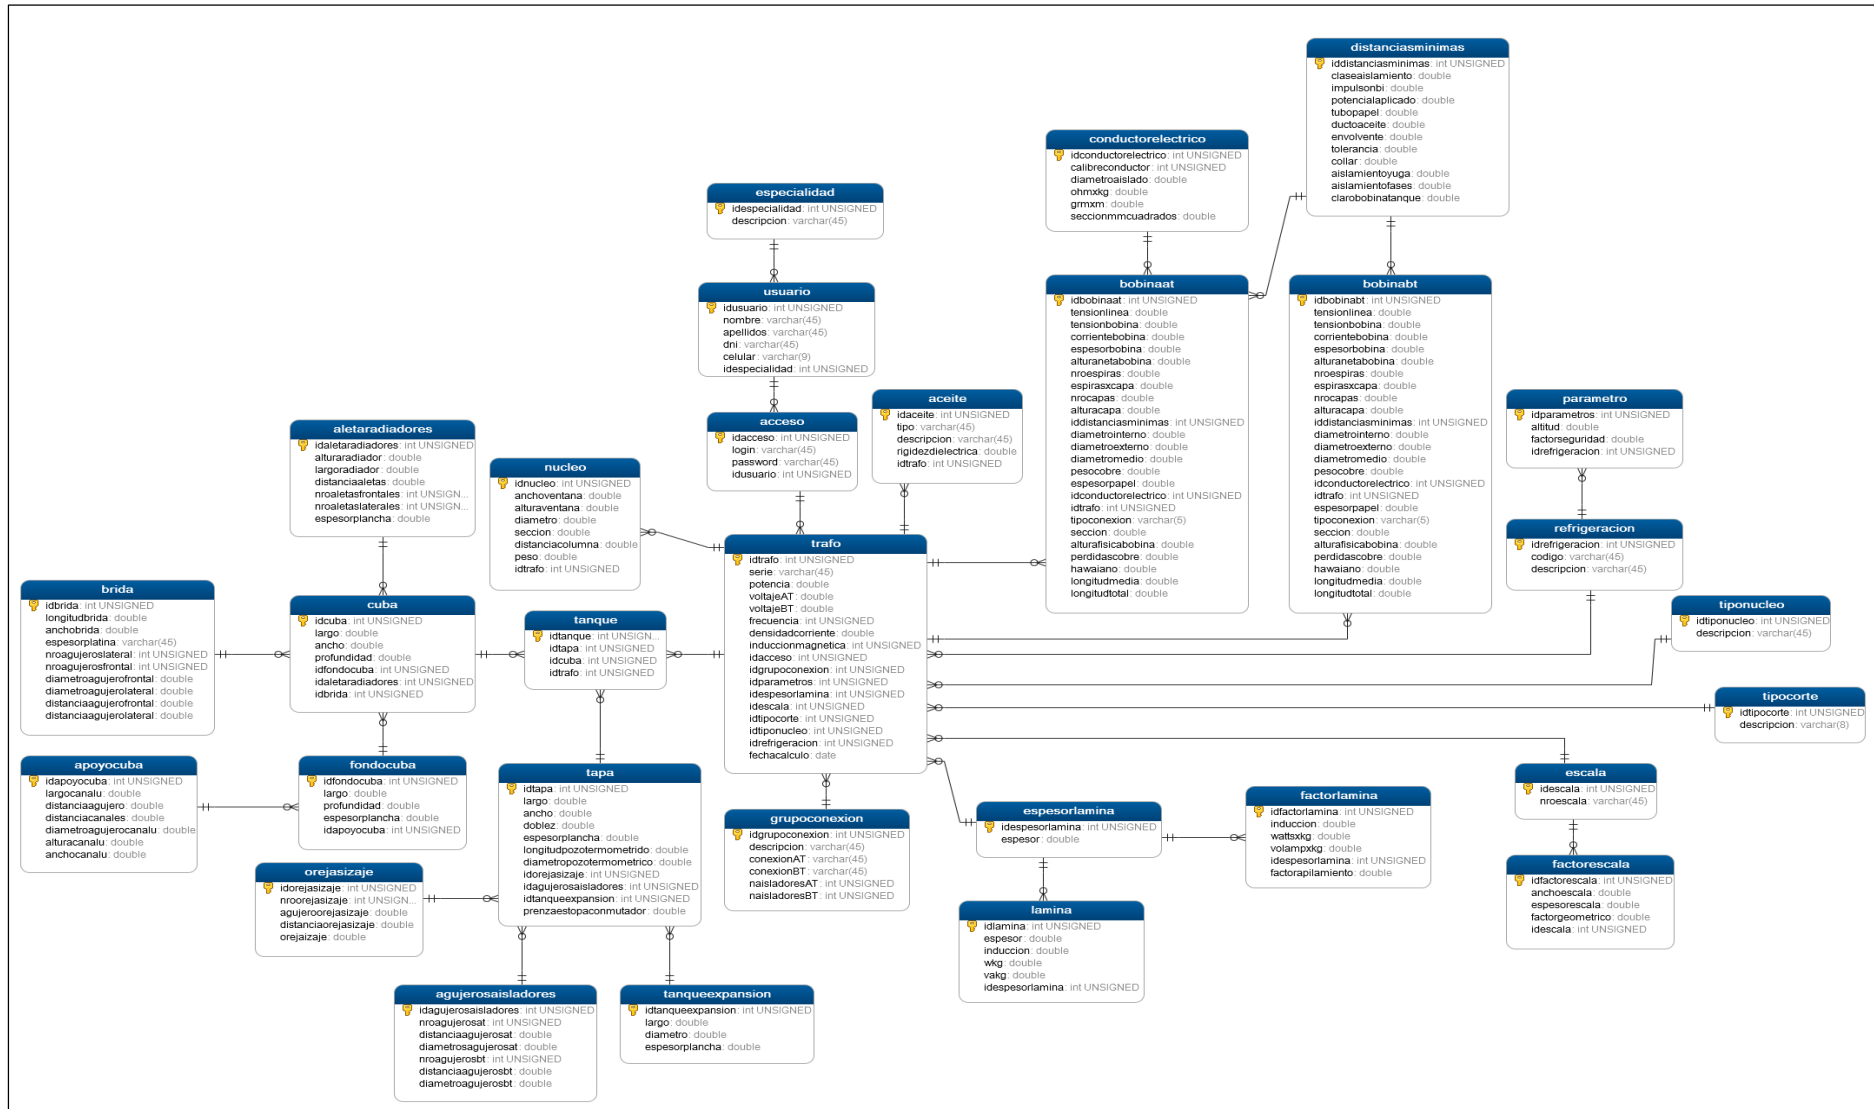 distanciasminimas
iddistanciasminimas: int UNSIGNED
claseaislamiento: double
impulsonbi: double
potencialaplicado: double
tubopapel: double
ductoaceite: double
envolvente: double
tolerancia: double
collar: double
aislamientoyuga: double
aislamientofases: double
clarobobinatanque: double
conductorelectrico
idconductorelectrico: int UNSIGNED
calibreconductor: int UNSIGNED
diametroaislado: double
ohmxkg: double
grmxm: double
seccionmmcuadrados: double
especialidad
idespecialidad: int UNSIGNED
descripcion: varchar(45)
usuario
idusuario: int UNSIGNED
nombre: varchar(45)
apellidos: varchar(45)
dni: varchar(45)
celular: varchar(9)
idespecialidad: int UNSIGNED
bobinaat
idbobinaat: int UNSIGNED
tensionlinea: double
tensionbobina: double
corrientebobina: double
espesorbobina: double
alturanetabobina: double
nroespiras: double
espirasxcapa: double
nrocapas: double
alturacapa: double
iddistanciasminimas: int UNSIGNED
diametrointerno: double
diametroexterno: double
diametromedio: double
pesocobre: double
espesorpapel: double
idconductorelectrico: int UNSIGNED
idtrafo: int UNSIGNED
tipoconexion: varchar(5)
seccion: double
alturafisicabobina: double
perdidascobre: double
hawaiano: double
longitudmedia: double
longitudtotal: double
bobinabt
idbobinabt: int UNSIGNED
tensionlinea: double
tensionbobina: double
corrientebobina: double
espesorbobina: double
alturanetabobina: double
nroespiras: double
espirasxcapa: double
nrocapas: double
alturacapa: double
iddistanciasminimas: int UNSIGNED
diametrointerno: double
diametroexterno: double
diametromedio: double
pesocobre: double
idconductorelectrico: int UNSIGNED
idtrafo: int UNSIGNED
espesorpapel: double
tipoconexion: varchar(5)
seccion: double
alturafisicabobina: double
perdidascobre: double
hawaiano: double
longitudmedia: double
longitudtotal: double
aceite
idaceite: int UNSIGNED
tipo: varchar(45)
descripcion: varchar(45)
rigidezdielectrica: double
idtrafo: int UNSIGNED
parametro
idparametros: int UNSIGNED
altitud: double
factorseguridad: double
idrefrigeracion: int UNSIGNED
acceso
idacceso: int UNSIGNED
login: varchar(45)
password: varchar(45)
idusuario: int UNSIGNED
aletaradiadores
idaletaradiadores: int UNSIGNED
alturaradiador: double
largoradiador: double
distanciaaletas: double
nroaletasfrontales: int UNSIGN...
nroaletaslaterales: int UNSIGN...
espesorplancha: double
nucleo
idnucleo: int UNSIGNED
anchoventana: double
alturaventana: double
diametro: double
seccion: double
distanciacolumna: double
peso: double
idtrafo: int UNSIGNED
refrigeracion
idrefrigeracion: int UNSIGNED
codigo: varchar(45)
descripcion: varchar(45)
trafo
idtrafo: int UNSIGNED
serie: varchar(45)
potencia: double
voltajeAT: double
voltajeBT: double
frecuencia: int UNSIGNED
densidadcorriente: double
induccionmagnetica: int UNSIGNED
idacceso: int UNSIGNED
idgrupoconexion: int UNSIGNED
idparametros: int UNSIGNED
idespesorlamina: int UNSIGNED
idescala: int UNSIGNED
idtipocorte: int UNSIGNED
idtiponucleo: int UNSIGNED
idrefrigeracion: int UNSIGNED
fechacalculo: date
brida
idbrida: int UNSIGNED
longitudbrida: double
anchobrida: double
espesorplatina: varchar(45)
nroagujeroslateral: int UNSIGNED
nroagujerosfrontal: int UNSIGNED
diametroagujerofrontal: double
diametroagujerolateral: double
distanciaagujerofrontal: double
distanciaagujerolateral: double
cuba
idcuba: int UNSIGNED
largo: double
ancho: double
profundidad: double
idfondocuba: int UNSIGNED
idaletaradiadores: int UNSIGNED
idbrida: int UNSIGNED
tanque
idtanque: int UNSIGN...
idtapa: int UNSIGNED
idcuba: int UNSIGNED
idtrafo: int UNSIGNED
tiponucleo
idtiponucleo: int UNSIGNED
descripcion: varchar(45)
tipocorte
idtipocorte: int UNSIGNED
descripcion: varchar(8)
apoyocuba
idapoyocuba: int UNSIGNED
largocanalu: double
distanciaagujero: double
distanciacanales: double
diametroagujerocanalu: double
alturacanalu: double
anchocanalu: double
fondocuba
idfondocuba: int UNSIGNED
largo: double
profundidad: double
espesorplancha: double
idapoyocuba: int UNSIGNED
tapa
idtapa: int UNSIGNED
largo: double
ancho: double
doblez: double
espesorplancha: double
longitudpozotermometrido: double
diametropozotermometrico: double
idorejasizaje: int UNSIGNED
idagujerosaisladores: int UNSIGNED
idtanqueexpansion: int UNSIGNED
prenzaestopaconmutador: double
escala
idescala: int UNSIGNED
nroescala: varchar(45)
grupoconexion
idgrupoconexion: int UNSIGNED
descripcion: varchar(45)
conexionAT: varchar(45)
conexionBT: varchar(45)
naisladoresAT: int UNSIGNED
naisladoresBT: int UNSIGNED
espesorlamina
idespesorlamina: int UNSIGNED
espesor: double
factorlamina
idfactorlamina: int UNSIGNED
induccion: double
wattsxkg: double
volampxkg: double
idespesorlamina: int UNSIGNED
factorapilamiento: double
orejasizaje
idorejasizaje: int UNSIGNED
nroorejasizaje: int UNSIGN...
agujeroorejasizaje: double
distanciaorejasizaje: double
orejaizaje: double
factorescala
idfactorescala: int UNSIGNED
anchoescala: double
espesorescala: double
factorgeometrico: double
idescala: int UNSIGNED
lamina
idlamina: int UNSIGNED
espesor: double
induccion: double
wkg: double
vakg: double
idespesorlamina: int UNSIGNED
agujerosaisladores
idagujerosaisladores: int UNSIGNED
nroagujerosat: int UNSIGNED
distanciaagujerosat: double
diametrosagujerosat: double
nroagujerosbt: int UNSIGNED
distanciaagujerosbt: double
diametroagujerosbt: double
tanqueexpansion
idtanqueexpansion: int UNSIGNED
largo: double
diametro: double
espesorplancha: double